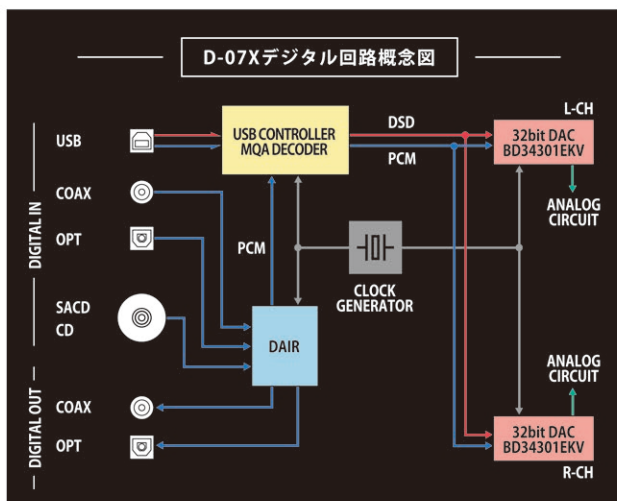 D-07Xデジタル回路概念図
DIGITAL IN
USB
COAX
OPT
SACD
CD
DIGITAL OUT
COAX
OPT
USB CONTROLLER
MQA DECODER
DSD
PCM
PCM
CLOCK
GENERATOR
DAIR
L-CH
32bit DAC
BD34301EKV
ANALOG
CIRCUIT
ANALOG
CIRCUIT
32bit DAC
BD34301EKV
R-CH